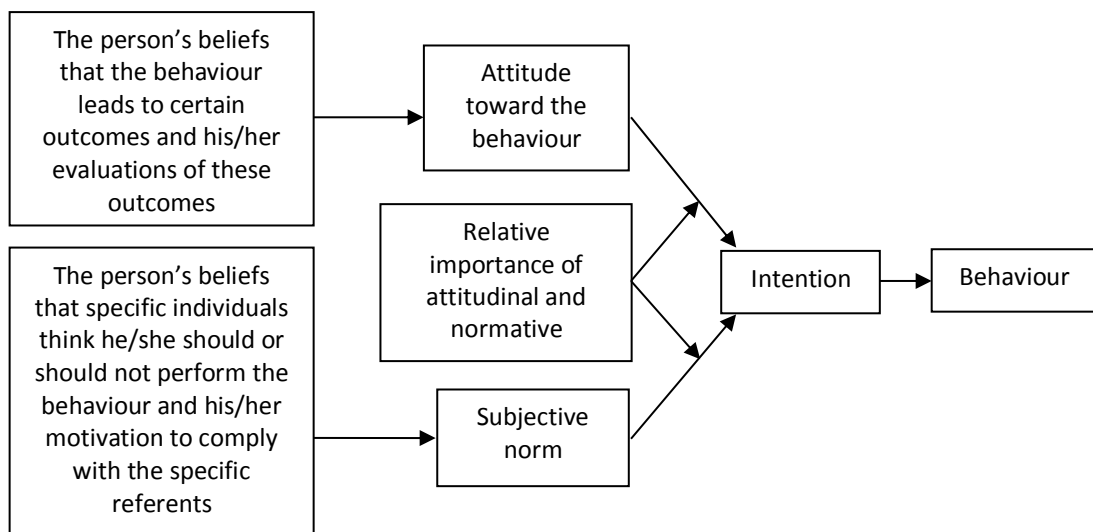 The person’s beliefs
that the behaviour
leads to certain
outcomes and his/her
evaluations of these
outcomes
Attitude
toward the
behaviour
Relative
importance of
attitudinal and
normative
The person’s beliefs
that specific individuals
think he/she should or
should not perform the
behaviour and his/her
motivation to comply
with the specific
referents
Subjective
norm
Intention
Behaviour